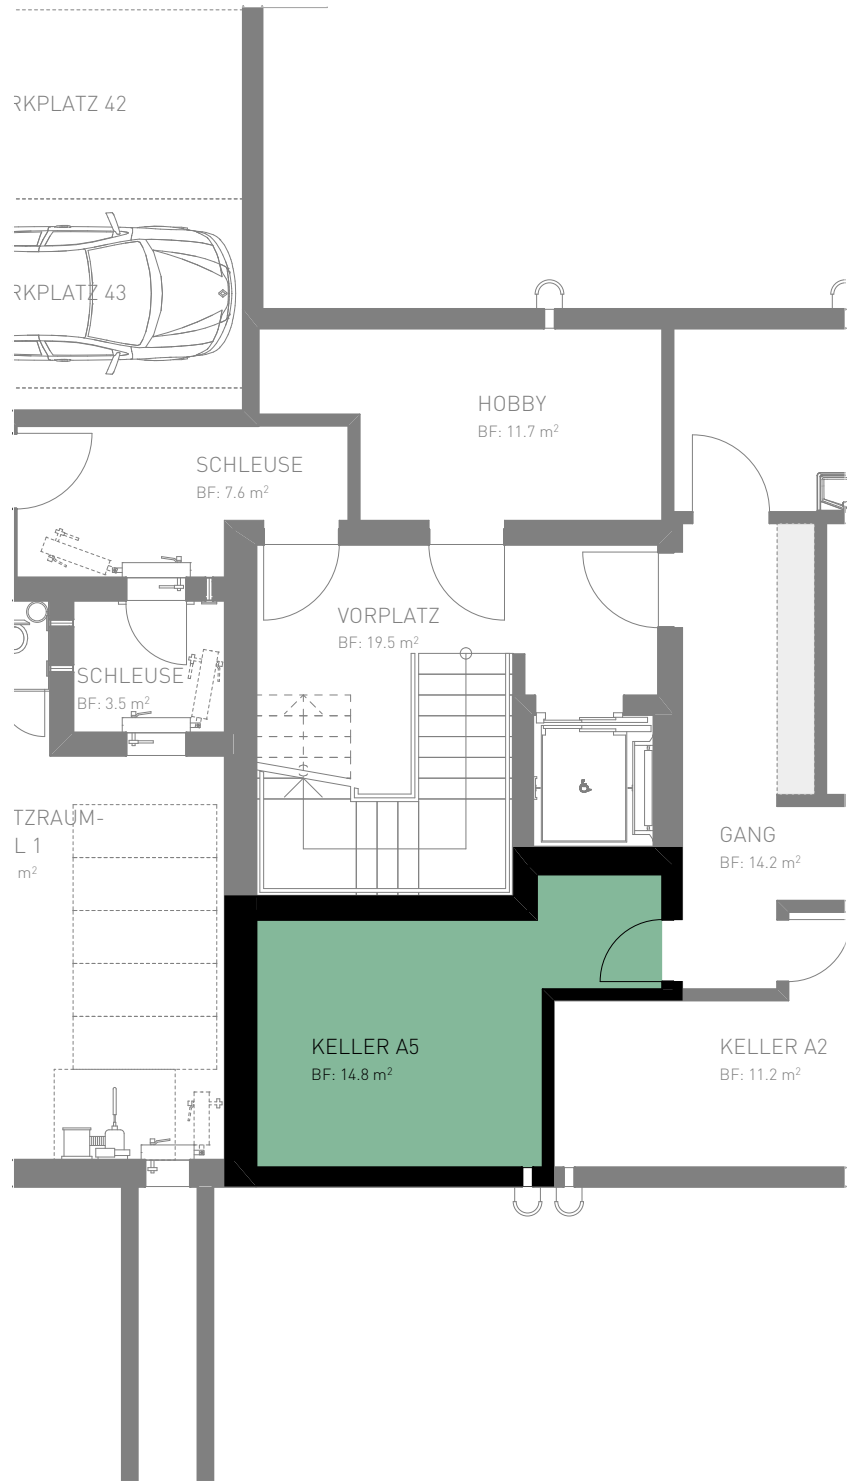 RKPLATZ 42
RKPLATZ 43
HOBBY
BF: 11.7 m²
SCHLEUSE
BF: 7.6 m²
VORPLATZ
BF: 19.5 m²
SCHLEUSE
BF: 3.5 m²
TZRAUM-
L 1
m²
GANG
BF: 14.2 m²
KELLER A5
BF: 14.8 m²
KELLER A2
BF: 11.2 m²